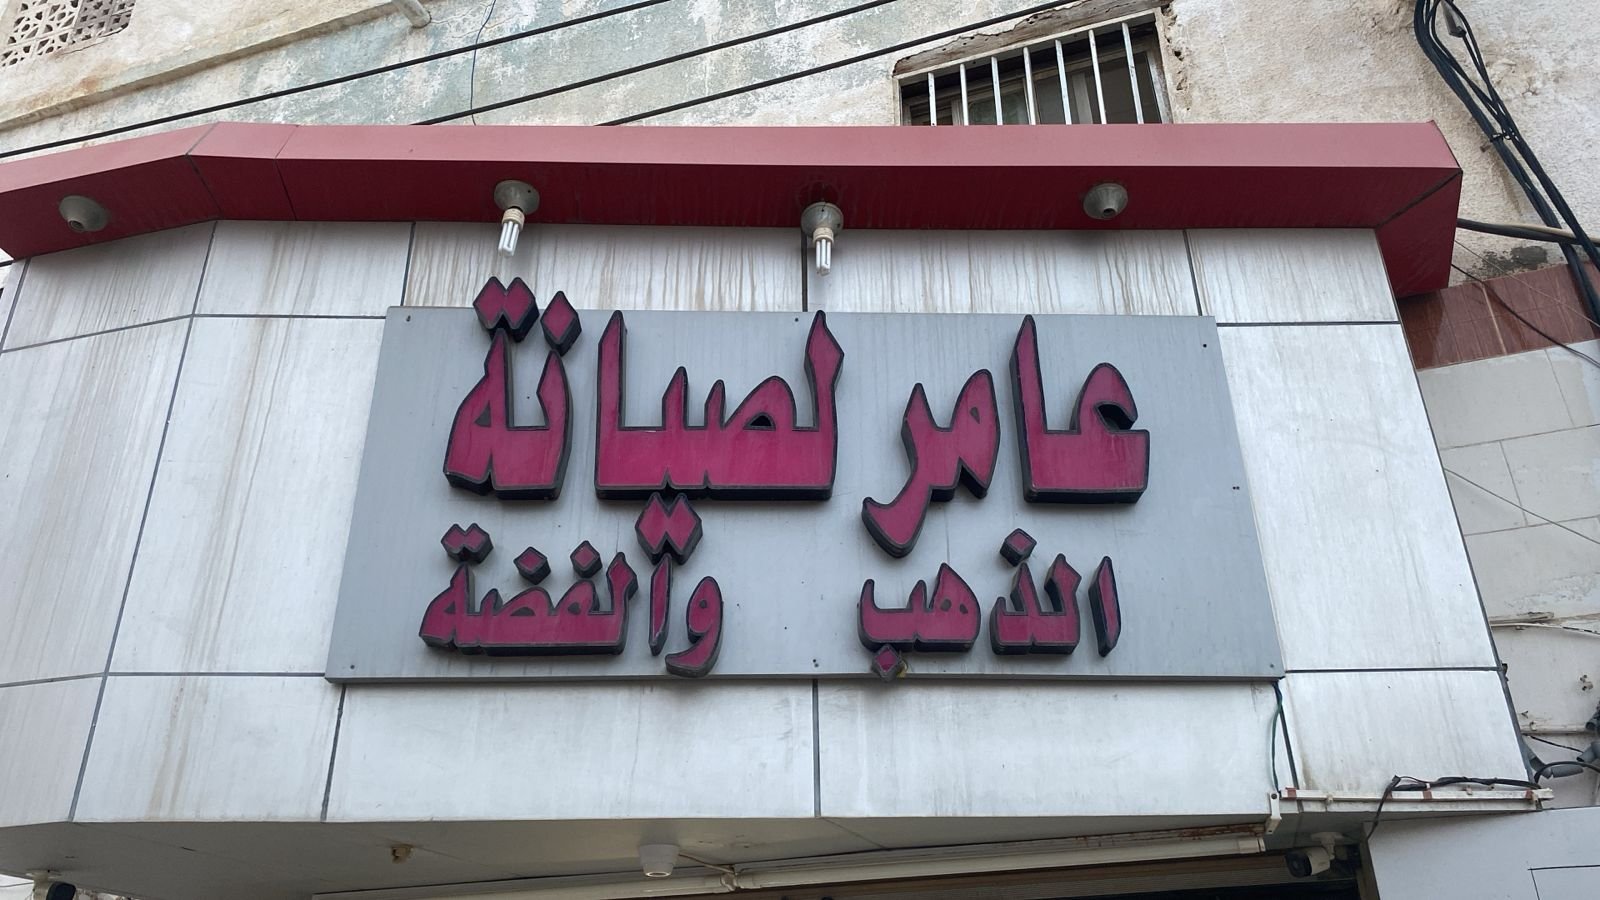 عامر لصيانة
الذهب والفضة